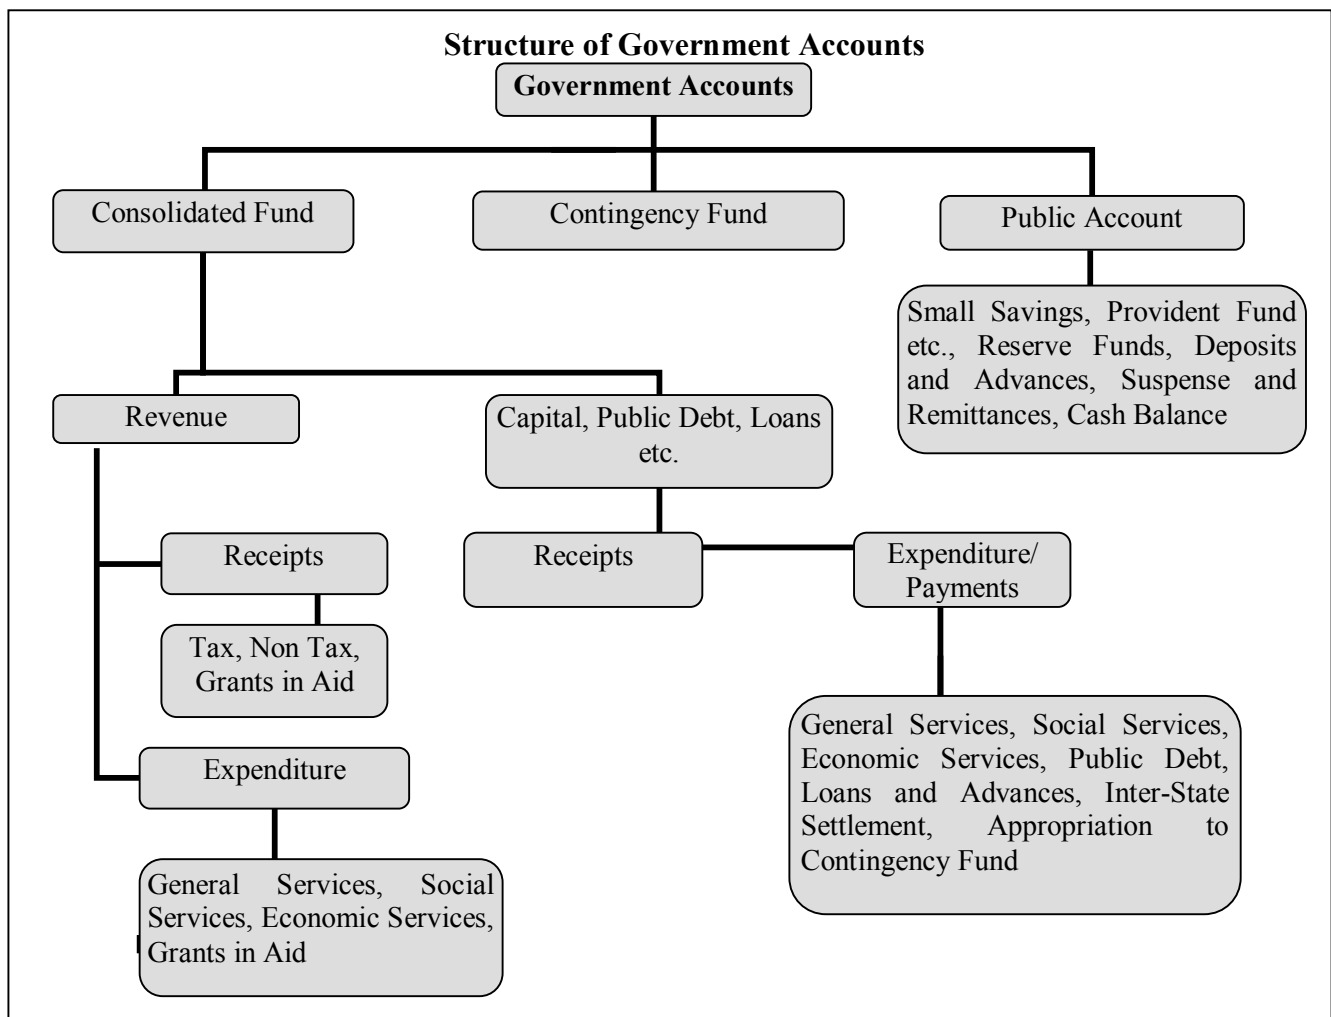 Structure of Government Accounts
Government Accounts
Consolidated Fund
Contingency Fund
Public Account
Small Savings, Provident Fund
etc., Reserve Funds, Deposits
and Advances, Suspense and
Remittances, Cash Balance
Revenue
Capital, Public Debt, Loans
etc.
Receipts
Tax, Non Tax,
Grants in Aid
Receipts
Expenditure/
Payments
Expenditure
General Services, Social
Services, Economic Services,
Grants in Aid
General Services, Social Services,
Economic Services, Public Debt,
Loans and Advances, Inter-State
Settlement, Appropriation to
Contingency Fund